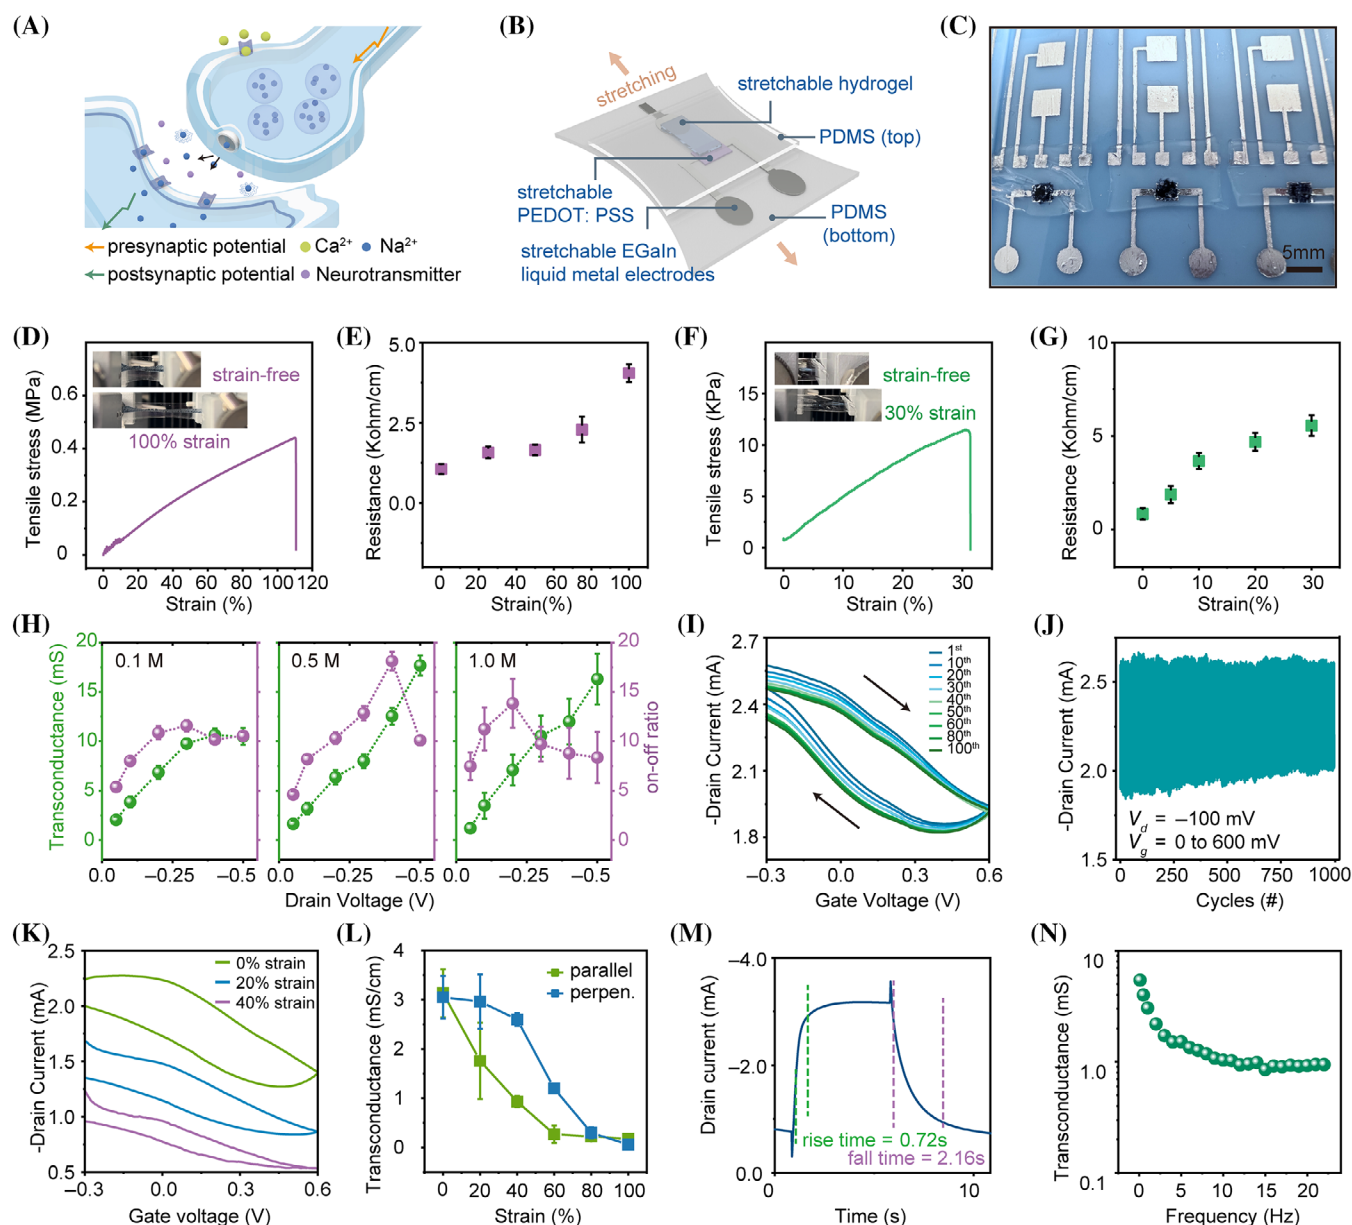 (A)
presynaptic potential
Ca²⁺
Na²⁺
postsynaptic potential
Neurotransmitter
(B)
stretching
stretchable hydrogel
PDMS (top)
stretchable
PEDOT: PSS
PDMS
(bottom)
stretchable EGaIn
liquid metal electrodes
(C)
5mm
(D)
Tensile stress (MPa)
0.6
0.4
0.2
0
strain-free
100% strain
0 20 40 60 80 100 120
Strain (%)
(E)
Resistance (Kohm/cm)
5.0
2.5
0.0
0 20 40 60 80 100
Strain(%)
(F)
Tensile stress (KPa)
15
10
5
0
strain-free
30% strain
0 10 20 30
Strain (%)
(G)
Resistance (Kohm/cm)
10
5
0
0 10 20 30
Strain(%)
(H)
Transconductance (mS)
20
15
10
5
0
0.1 M
0.5 M
1.0 M
20
15
10
5
0
on-off ratio
0.0 −0.25 −0.5
0.0 −0.25 −0.5
0.0 −0.25 −0.5
Drain Voltage (V)
(I)
-Drain Current (mA)
2.7
2.4
2.1
1.8
1ˢᵗ
10ᵗʰ
20ᵗʰ
30ᵗʰ
40ᵗʰ
50ᵗʰ
60ᵗʰ
80ᵗʰ
100ᵗʰ
−0.3 0.0 0.3 0.6
Gate Voltage (V)
(J)
-Drain Current (mA)
2.5
2.0
1.5
V_d = −100 mV
V_g = 0 to 600 mV
0 250 500 750 1000
Cycles (#)
(K)
-Drain Current (mA)
2.5
2.0
1.5
1.0
0.5
0% strain
20% strain
40% strain
−0.3 0.0 0.3 0.6
Gate voltage (V)
(L)
Transconductance (mS/cm)
4
3
2
1
0
parallel
perpen.
0 20 40 60 80 100
Strain (%)
(M)
Drain current (mA)
−4.0
−2.0
0.0
rise time = 0.72s
fall time = 2.16s
0 5 10
Time (s)
(N)
Transconductance (mS)
10
1.0
0.1
0 5 10 15 20
Frequency (Hz)